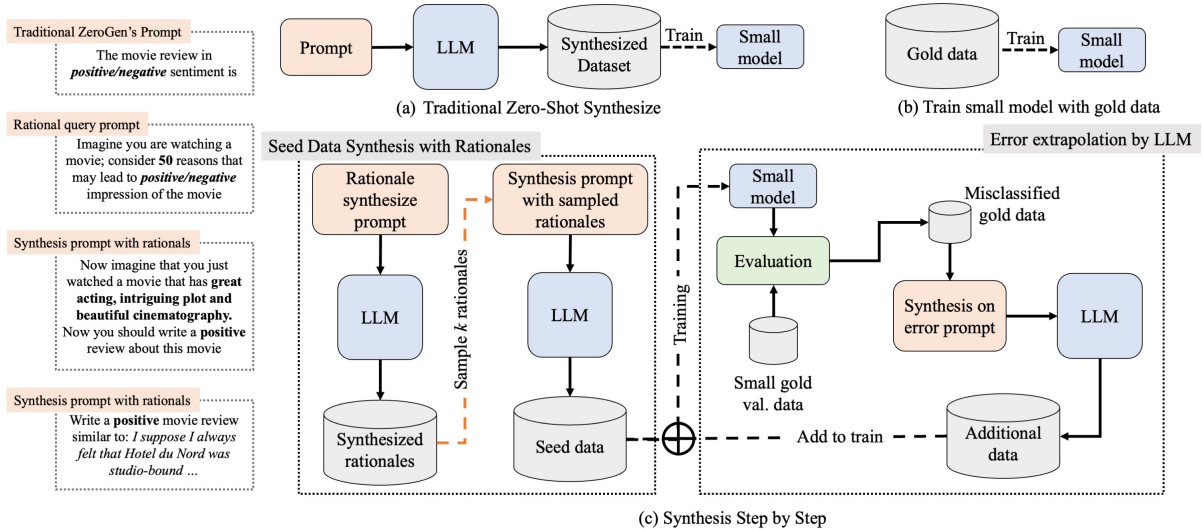 Traditional ZeroGen's Prompt
The movie review in
positive/negative sentiment is
Rational query prompt
Imagine you are watching a
movie; consider 50 reasons that
may lead to positive/negative
impression of the movie
Synthesis prompt with rationals
Now imagine that you just
watched a movie that has great
acting, intriguing plot and
beautiful cinematography.
Now you should write a positive
review about this movie
Synthesis prompt with rationals
Write a positive movie review
similar to: I suppose I always
felt that Hotel du Nord was
studio-bound ...
Prompt
LLM
Synthesized
Dataset
Train
Small
model
(a) Traditional Zero-Shot Synthesize
Gold data
Train
Small
model
(b) Train small model with gold data
Seed Data Synthesis with Rationales
Rationale
synthesize
prompt
LLM
Synthesized
rationales
Sample k rationales
Synthesis prompt
with sampled
rationales
LLM
Seed data
Training
Error extrapolation by LLM
Small
model
Evaluation
Small gold
val. data
Misclassified
gold data
Synthesis on
error prompt
LLM
Additional
data
Add to train
(c) Synthesis Step by Step